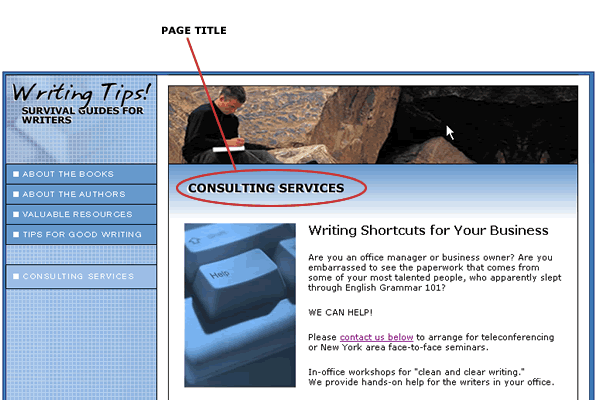 PAGE TITLE
Writing Tips!
SURVIVAL GUIDES FOR
WRITERS
ABOUT THE BOOKS
ABOUT THE AUTHORS
VALUABLE RESOURCES
TIPS FOR GOOD WRITING
CONSULTING SERVICES
CONSULTING SERVICES
Help
Writing Shortcuts for Your Business
Are you an office manager or business owner? Are you
embarrassed to see the paperwork that comes from
some of your most talented people, who apparently slept
through English Grammar 101?
WE CAN HELP!
Please contact us below to arrange for teleconferencing
or New York area face-to-face seminars.
In-office workshops for "clean and clear writing."
We provide hands-on help for the writers in your office.